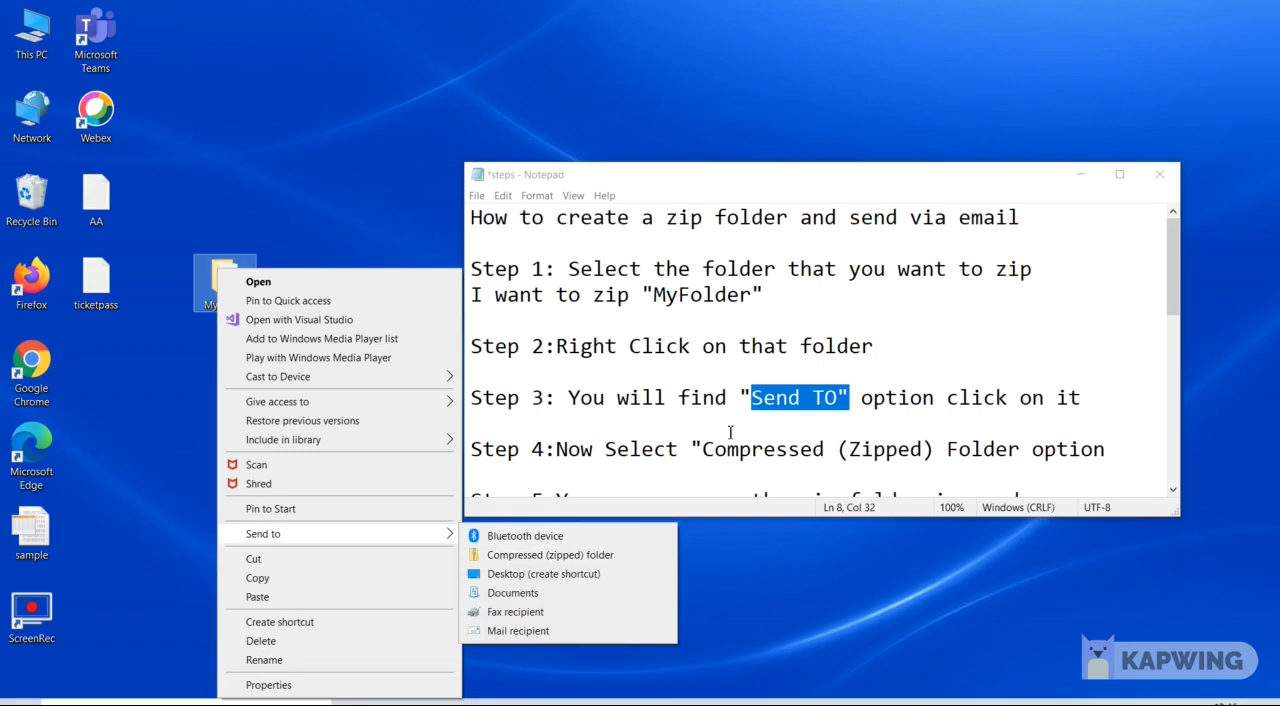 This PC
Microsoft
Teams
Network
Webex
Recycle Bin
AA
Firefox
ticketpass
Google
Chrome
Microsoft
Edge
sample
ScreenRec
My
Open
Pin to Quick access
Open with Visual Studio
Add to Windows Media Player list
Play with Windows Media Player
Cast to Device
Give access to
Restore previous versions
Include in library
Scan
Shred
Pin to Start
Send to
Cut
Copy
Paste
Create shortcut
Delete
Rename
Properties
Bluetooth device
Compressed (zipped) folder
Desktop (create shortcut)
Documents
Fax recipient
Mail recipient
*steps - Notepad
File Edit Format View Help
How to create a zip folder and send via email
Step 1: Select the folder that you want to zip
I want to zip "MyFolder"
Step 2:Right Click on that folder
Step 3: You will find "Send TO" option click on it
Step 4:Now Select "Compressed (Zipped) Folder option
Ln 8, Col 32 100% Windows (CRLF) UTF-8
KAPWING